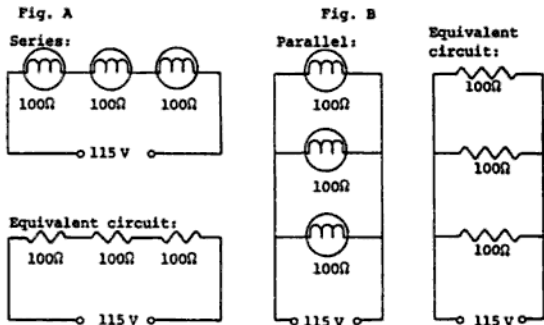 Fig. A
Series:
100Ω 100Ω 100Ω
115 V
Equivalent circuit:
100Ω 100Ω 100Ω
115 V
Fig. B
Parallel:
100Ω
100Ω
100Ω
115 V
Equivalent
circuit:
100Ω
100Ω
100Ω
115 V